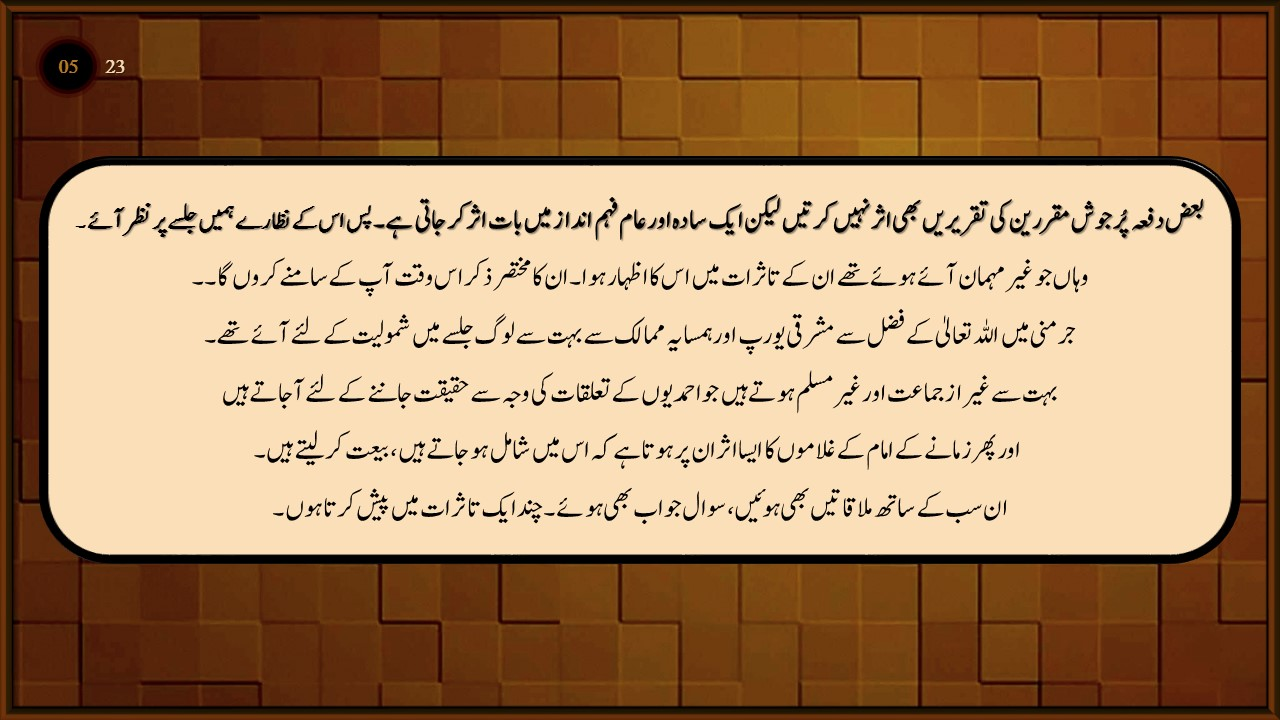 05 23
بعض دفعہ پُر جوش مقررین کی تقریریں بھی اثر نہیں کرتیں لیکن ایک سادہ اور عام فہم انداز میں بات اثر کر جاتی ہے۔ پس اس کے نظارے ہمیں جلسے پر نظر آئے۔
وہاں جو غیر مہمان آئے ہوئے تھے ان کے تاثرات میں اس کا اظہار ہوا۔ ان کا مختصر ذکر اس وقت آپ کے سامنے کروں گا۔۔
جرمنی میں اللہ تعالیٰ کے فضل سے مشرقی یورپ اور ہمسایہ ممالک سے بہت سے لوگ جلسے میں شمولیت کے لئے آئے تھے۔
بہت سے غیر از جماعت اور غیر مسلم ہوتے ہیں جو احمدیوں کے تعلقات کی وجہ سے حقیقت جاننے کے لئے آجاتے ہیں
اور پھر زمانے کے امام کے غلاموں کا ایسا اثر ان پر ہوتا ہے کہ اس میں شامل ہو جاتے ہیں، بیعت کر لیتے ہیں۔
ان سب کے ساتھ ملاقاتیں بھی ہوئیں، سوال جواب بھی ہوئے۔ چند ایک تاثرات میں پیش کرتا ہوں۔